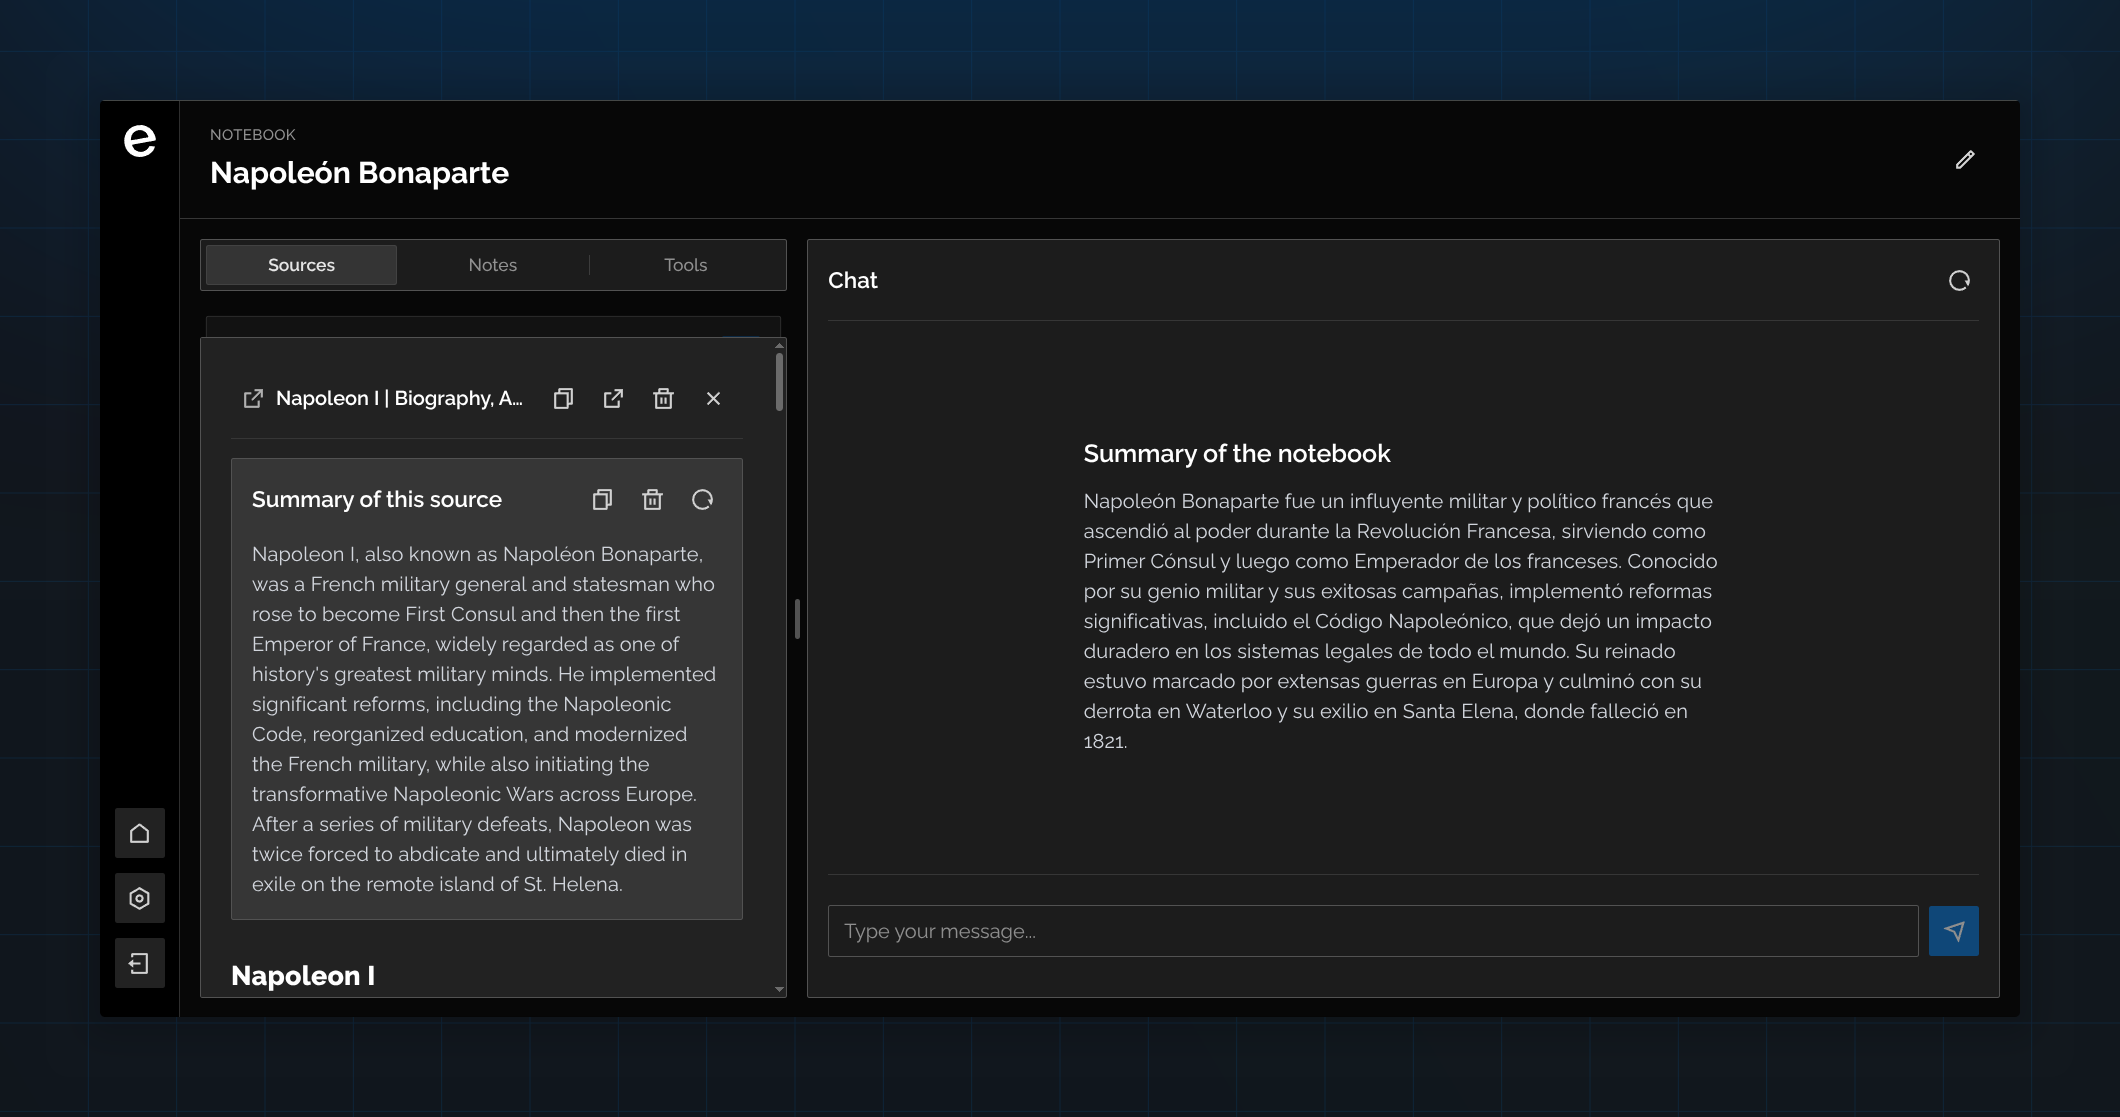 e
NOTEBOOK
Napoleón Bonaparte
Sources
Notes
Tools
Napoleon I | Biography, A...
Summary of this source
Napoleon I, also known as Napoléon Bonaparte,
was a French military general and statesman who
rose to become First Consul and then the first
Emperor of France, widely regarded as one of
history's greatest military minds. He implemented
significant reforms, including the Napoleonic
Code, reorganized education, and modernized
the French military, while also initiating the
transformative Napoleonic Wars across Europe.
After a series of military defeats, Napoleon was
twice forced to abdicate and ultimately died in
exile on the remote island of St. Helena.
Napoleon I
Chat
Summary of the notebook
Napoleón Bonaparte fue un influyente militar y político francés que
ascendió al poder durante la Revolución Francesa, sirviendo como
Primer Cónsul y luego como Emperador de los franceses. Conocido
por su genio militar y sus exitosas campañas, implementó reformas
significativas, incluido el Código Napoleónico, que dejó un impacto
duradero en los sistemas legales de todo el mundo. Su reinado
estuvo marcado por extensas guerras en Europa y culminó con su
derrota en Waterloo y su exilio en Santa Elena, donde falleció en
1821.
Type your message...